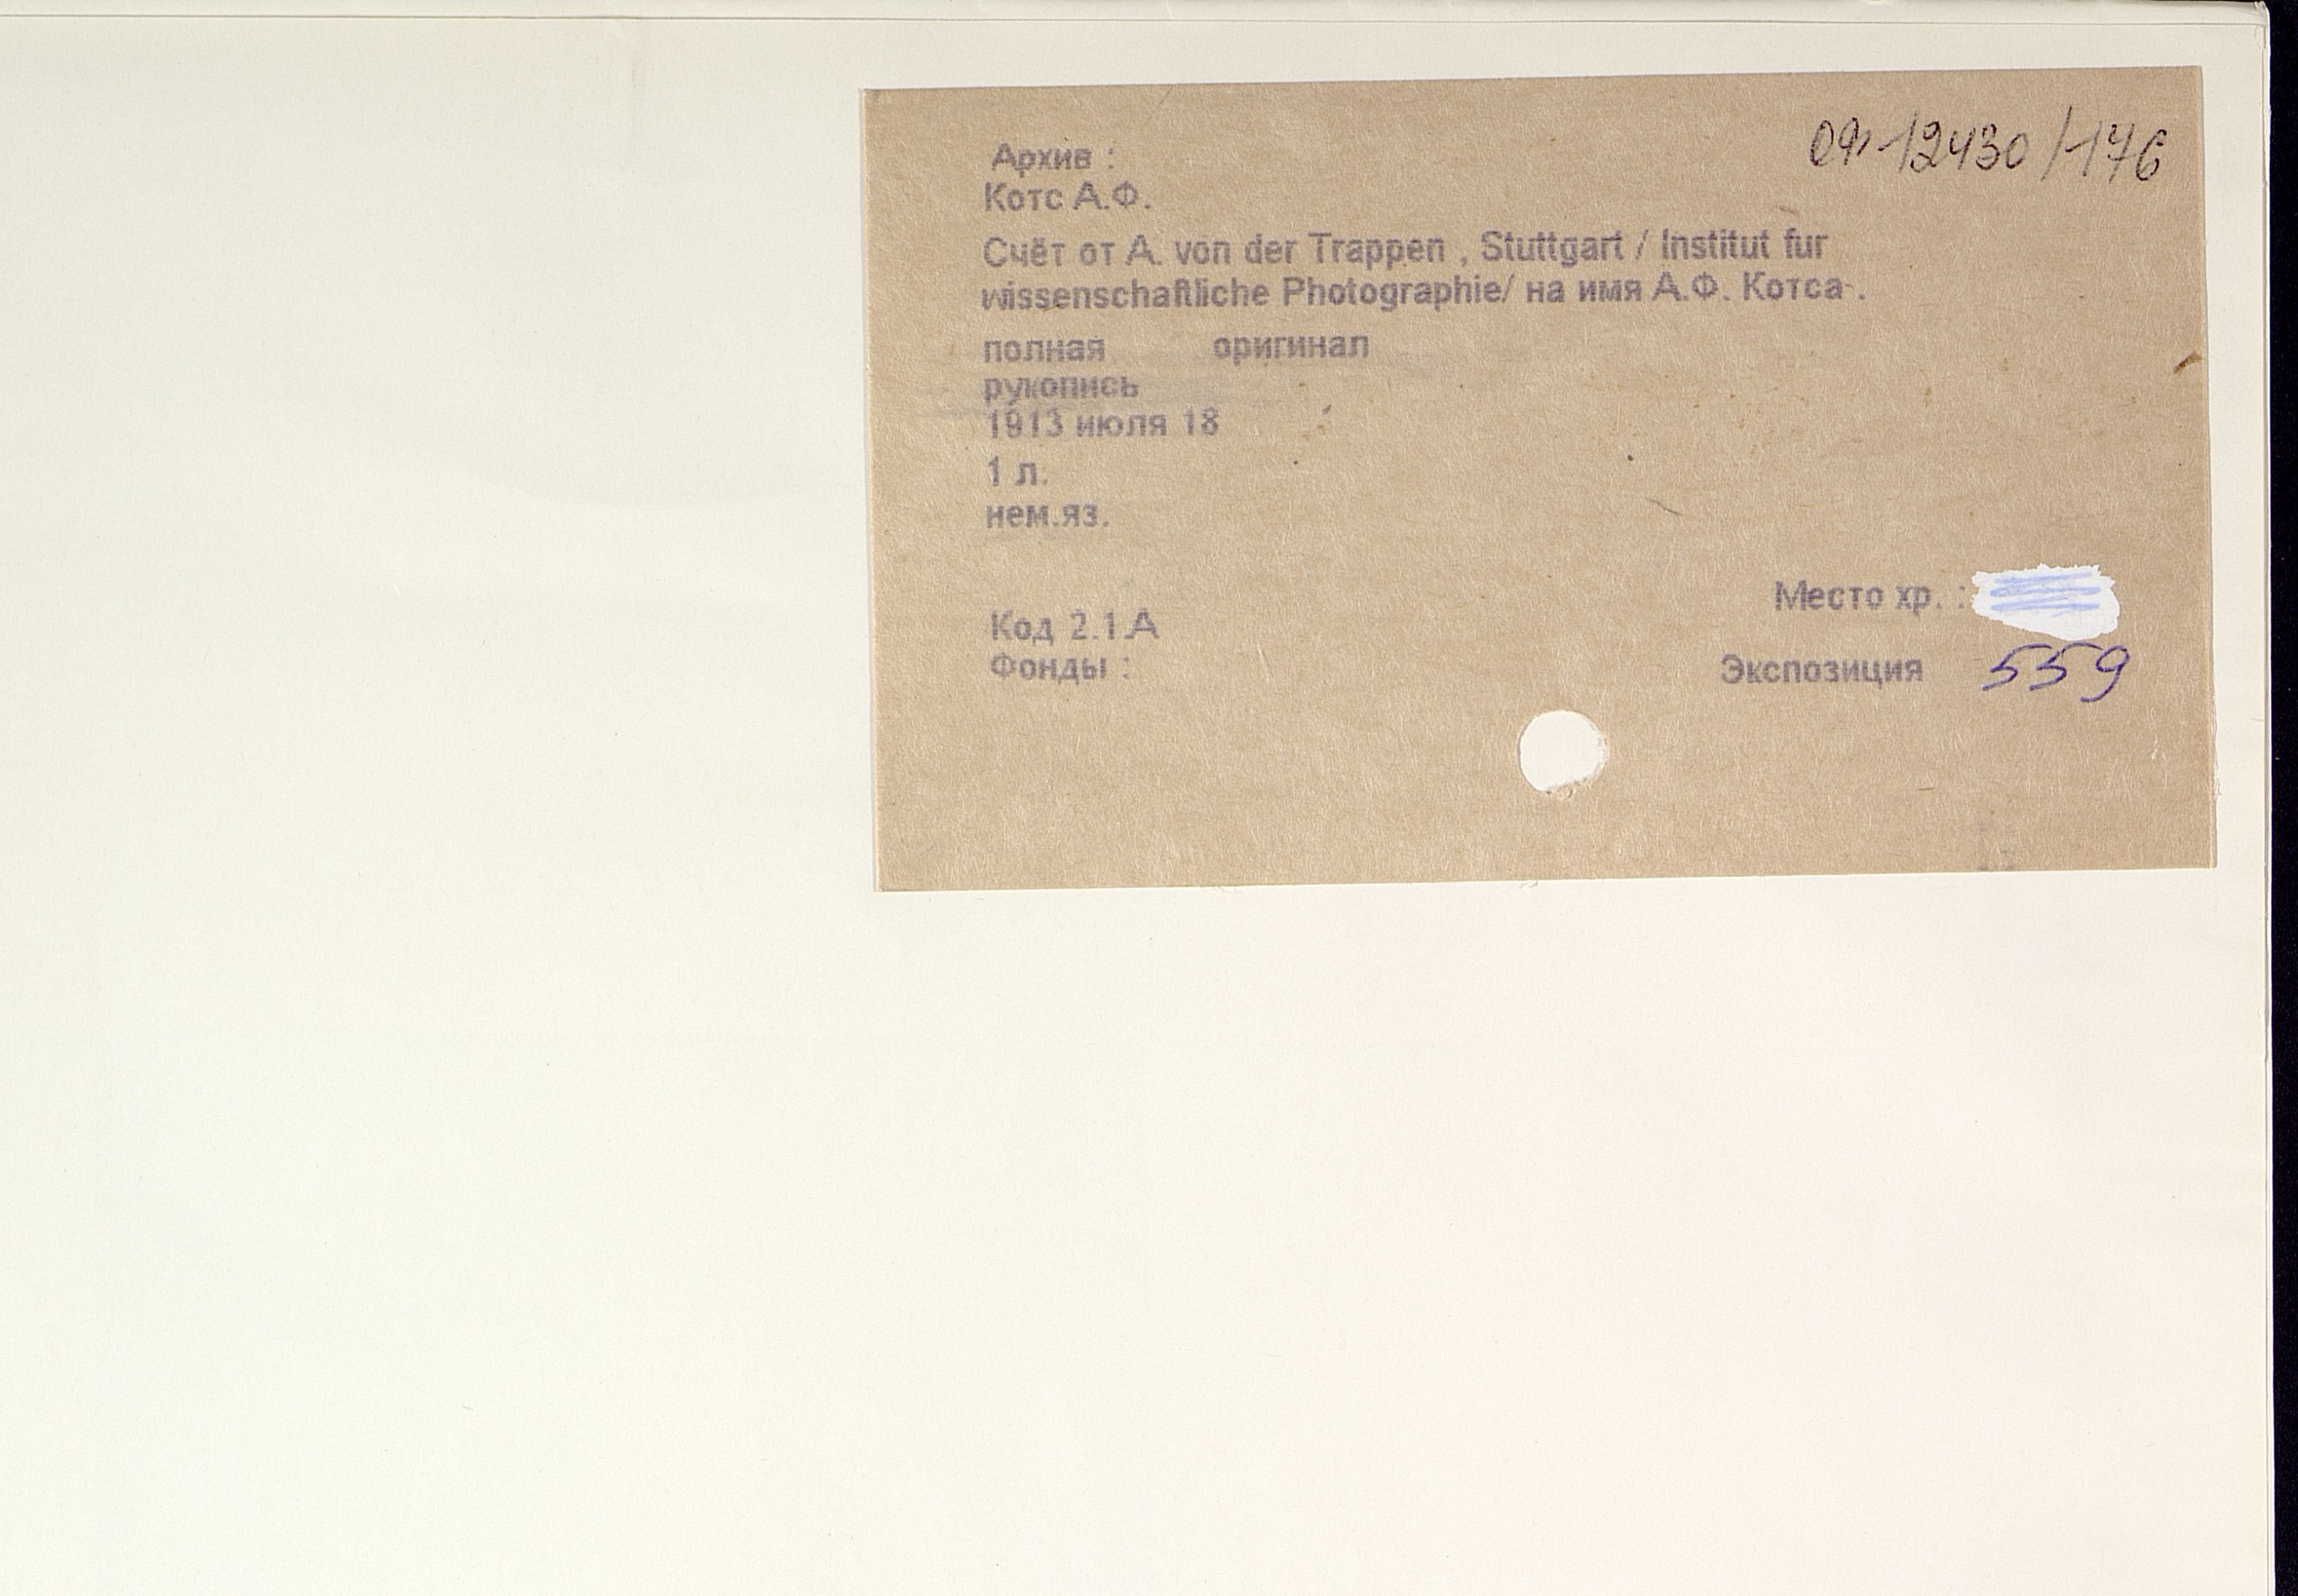 ОФ-12430/176
Архив :
Котс А.Ф.
Счёт от A. von der Trappen , Stuttgart / Institut fur
wissenschaftliche Photographie/ на имя А.Ф. Котса .
полная оригинал
рукопись
1913 июля 18
1 л.
нем.яз.
Место хр. :
Код 2.1.А
Фонды :
Экспозиция 559